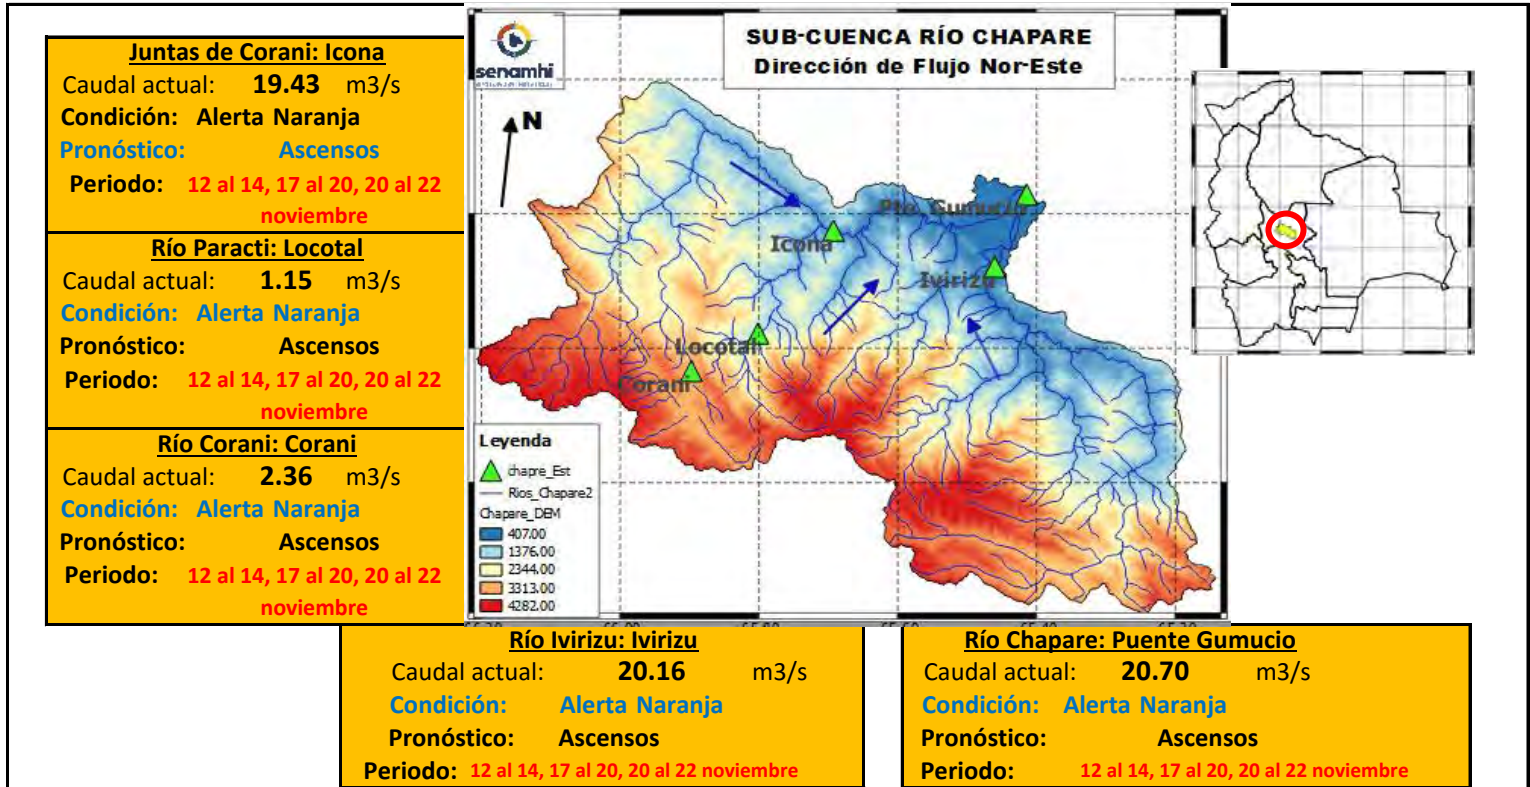 Juntas de Corani: Icona
Caudal actual: 19.43 m3/s
Condición: Alerta Naranja
Pronóstico: Ascensos
Periodo: 12 al 14, 17 al 20, 20 al 22
noviembre
Río Paracti: Locotal
Caudal actual: 1.15 m3/s
Condición: Alerta Naranja
Pronóstico: Ascensos
Periodo: 12 al 14, 17 al 20, 20 al 22
noviembre
Río Corani: Corani
Caudal actual: 2.36 m3/s
Condición: Alerta Naranja
Pronóstico: Ascensos
Periodo: 12 al 14, 17 al 20, 20 al 22
noviembre
senamhi
SUB-CUENCA RÍO CHAPARE
Dirección de Flujo Nor-Este
N
Pte. Gumucio
Icona
Ivirizu
Locotal
Corani
Leyenda
chapre_Est
Rios_Chapare2
Chapare_DEM
407.00
1376.00
2344.00
3313.00
4282.00
Río Ivirizu: Ivirizu
Caudal actual: 20.16 m3/s
Condición: Alerta Naranja
Pronóstico: Ascensos
Periodo: 12 al 14, 17 al 20, 20 al 22 noviembre
Río Chapare: Puente Gumucio
Caudal actual: 20.70 m3/s
Condición: Alerta Naranja
Pronóstico: Ascensos
Periodo: 12 al 14, 17 al 20, 20 al 22 noviembre